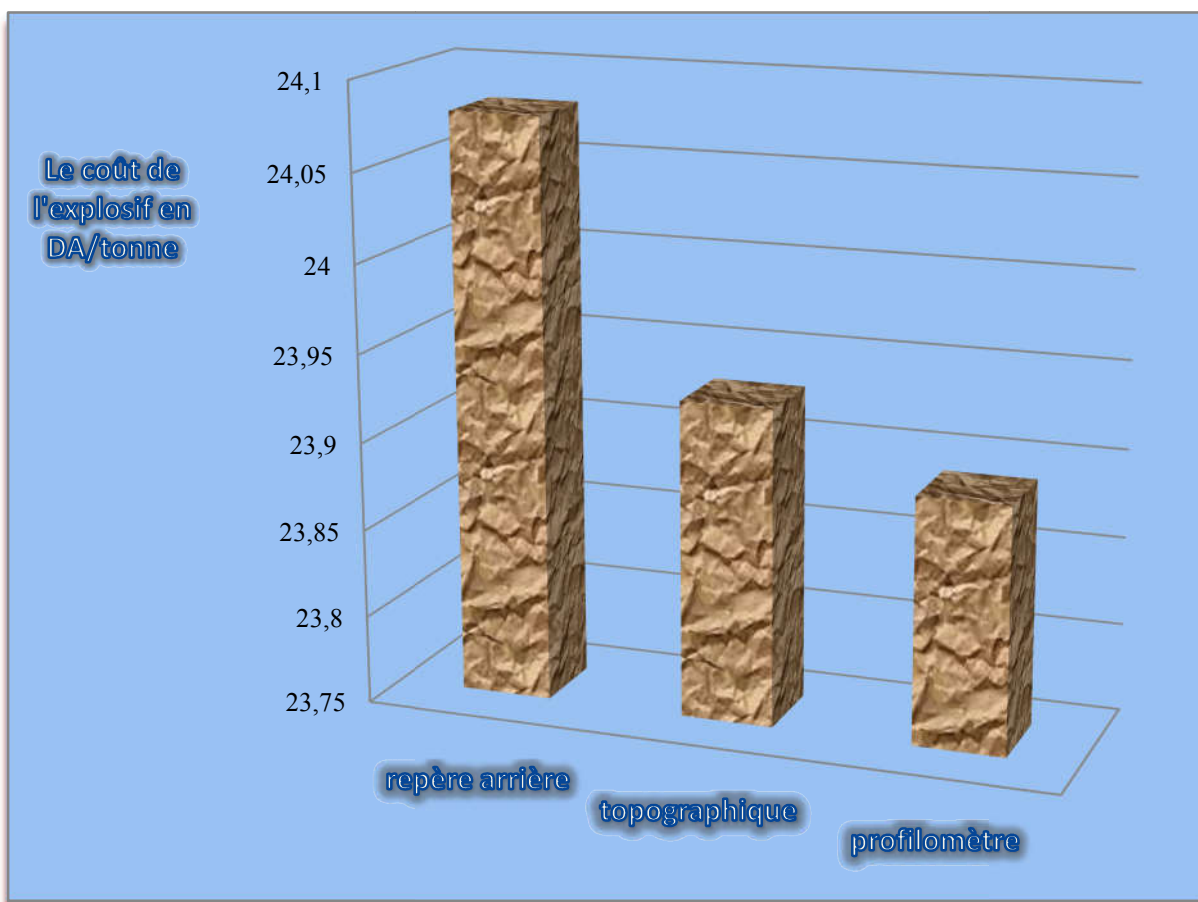 24,1
24,05
24
23,95
23,9
23,85
23,8
23,75
Le coût de
l'explosif en
DA/tonne
repère arrière
topographique
profilomètre